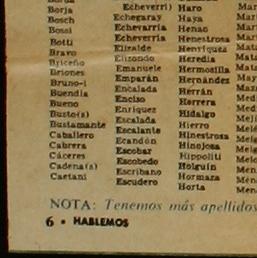 Borja
Bosch
Bossi
Botti
Bravo
Briceño
Briones
Bruno-l
Buendía
Bueno
Busto(s)
Bustamante
Caballero
Cabrera
Cáceres
Cadena(s)
Caetani
Echeverri)
Echegaray
Echevarría
Echeverría
Elizalde
Elizondo
Emanuele
Emparán
Encalada
Enciso
Enríquez
Escalada
Escalante
Escandón
Escobar
Escobedo
Escribano
Escudero
Haro
Haya
Henao
Henestrosa
Henríquez
Heredia
Hermosilla
Hernández
Herrán
Herrera
Hidalgo
Hierro
Hinestrosa
Hinojosa
Hippoliti
Holguín
Hormaza
Horta
NOTA: Tenemos más apellidos
6 • HABLEMOS